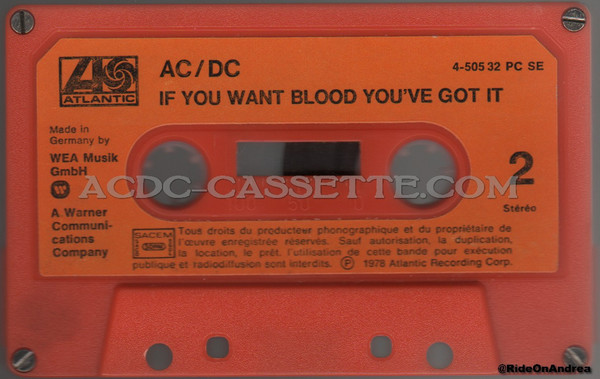 ATLANTIC
AC/DC
4-505 32 PC SE
IF YOU WANT BLOOD YOU'VE GOT IT
Made in
Germany by
WEA Musik
GmbH
A Warner
Communi-
cations
Company
ACDC-CASSETTE.COM
2
Stéréo
100 50 0
SACEM
Tous droits du producteur phonographique et du propriétaire de
l'œuvre enregistrée réservés. Sauf autorisation, la duplication,
la location, le prêt, l'utilisation de cette bande pour exécution
publique et radiodiffusion sont interdits. Ⓟ 1978 Atlantic Recording Corp.
@RideOnAndrea